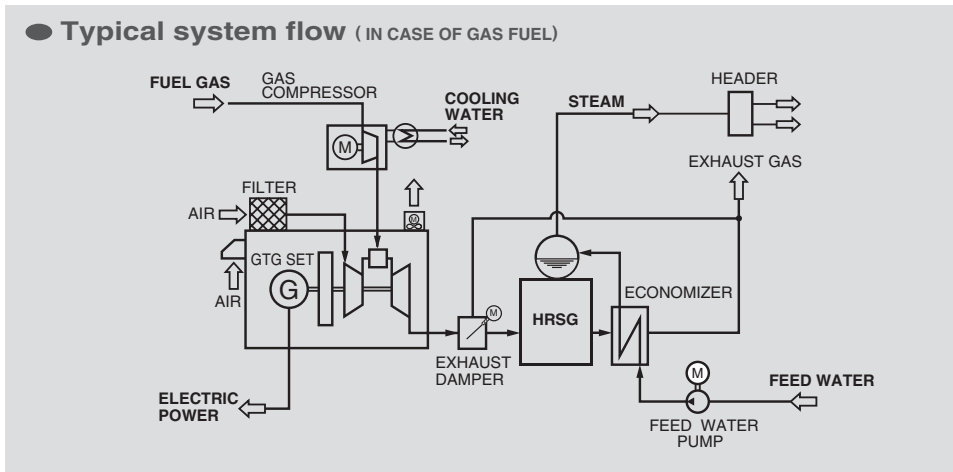 Typical system flow ( IN CASE OF GAS FUEL)
FUEL GAS
GAS
COMPRESSOR
COOLING
WATER
STEAM
HEADER
M
EXHAUST GAS
FILTER
AIR
M
GTG SET
G
AIR
M
HRSG
ECONOMIZER
EXHAUST
DAMPER
M
ELECTRIC
POWER
FEED WATER
FEED WATER
PUMP